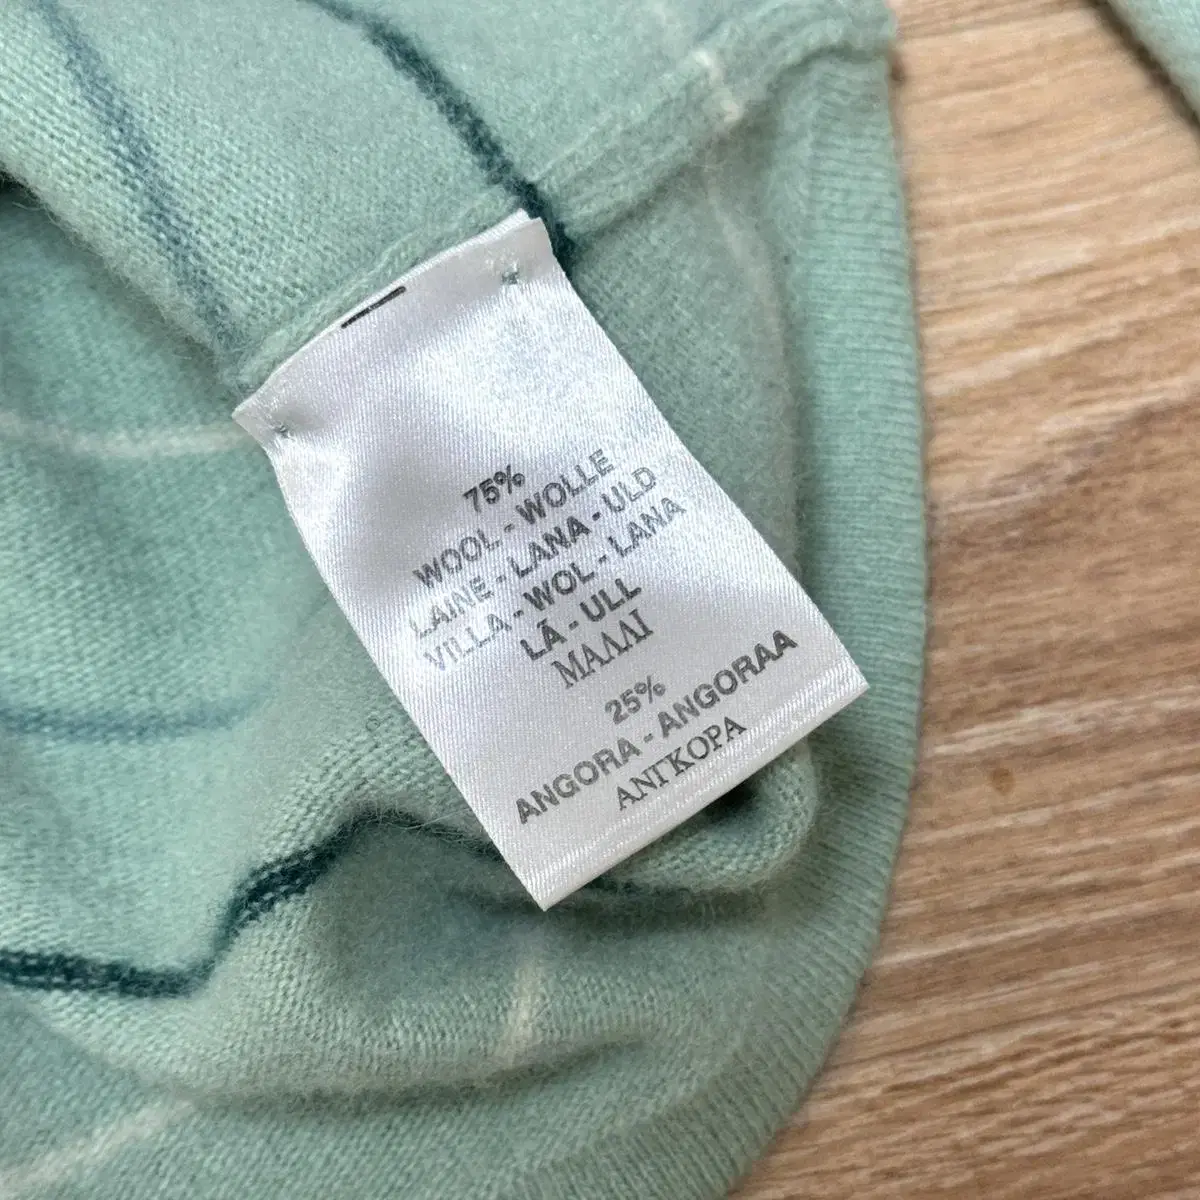 75%
WOOL - WOLLE
LAINE - LANA - ULD
VILLA - WOL - LANA
LÃ - ULL
ΜΑΛΛΙ
25%
ANGORA - ANGORAA
ΑΝΓΚΟΡΑ